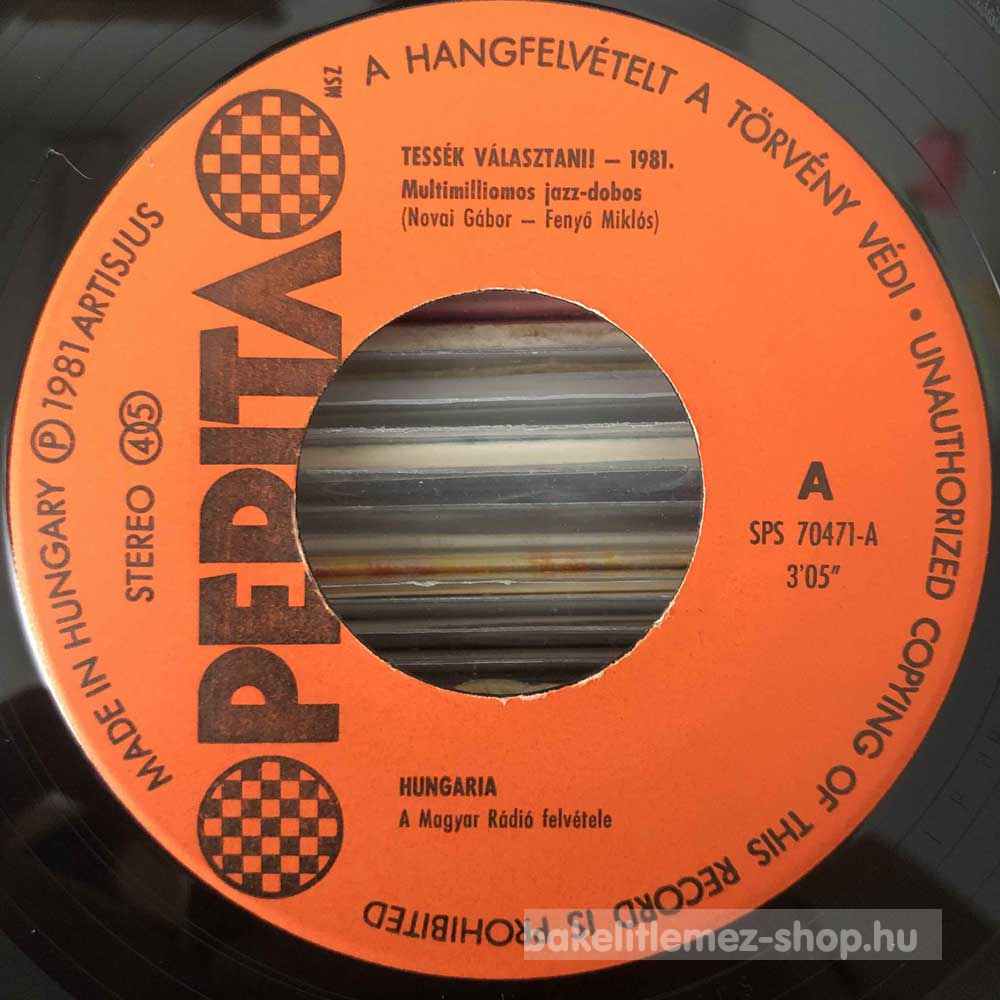 A HANGFELVÉTELT A TÖRVÉNY VÉDI • UNAUTHORIZED COPYING OF THIS RECORD IS PROHIBITED
MSZ
TESSÉK VÁLASZTANI! – 1981.
Multimilliomos jazz-dobos
(Novai Gábor – Fenyő Miklós)
PEPITA
MADE IN HUNGARY Ⓟ 1981 ARTISJUS
STEREO 45
A
SPS 70471-A
3'05"
HUNGARIA
A Magyar Rádió felvétele
bakelitlemez-shop.hu